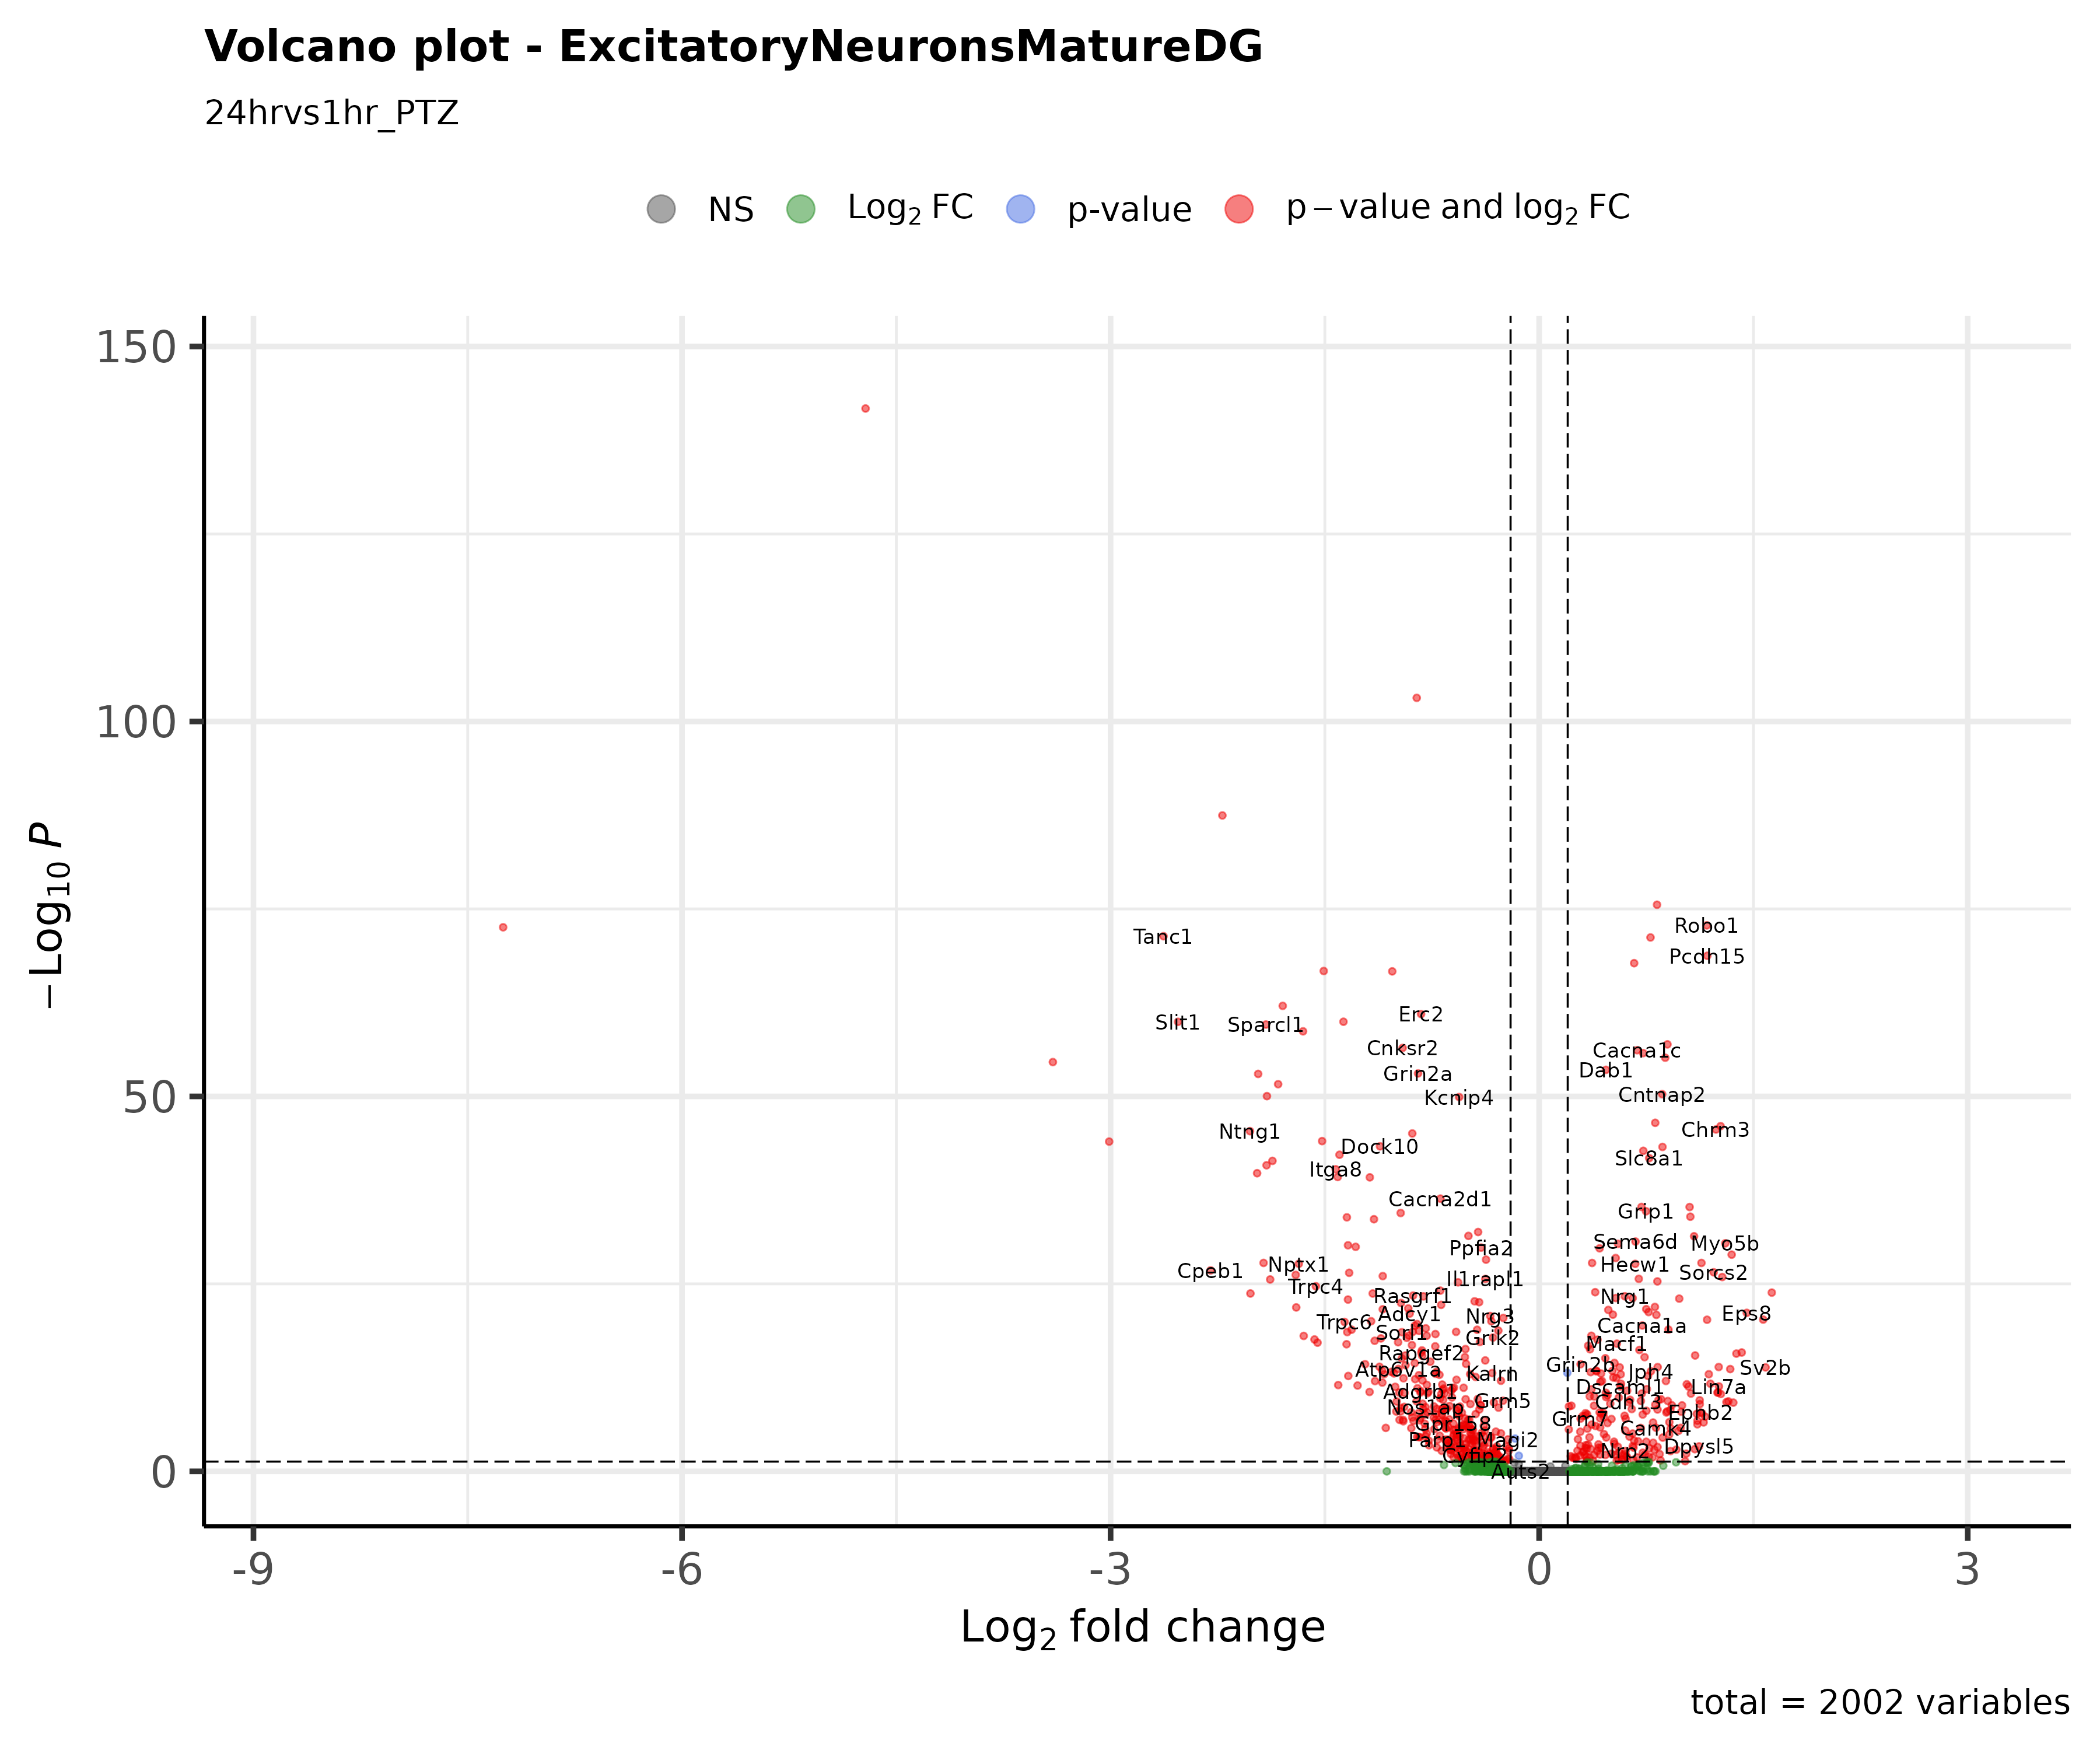 Volcano plot - ExcitatoryNeuronsMatureDG
24hrvs1hr_PTZ
NS Log₂ FC p-value p−value and log₂ FC
−Log₁₀ P
150
100
50
0
Robo1
Tanc1
Pcdh15
Erc2
Slit1
Sparcl1
Cnksr2
Cacna1c
Dab1
Grin2a
Cntnap2
Kcnip4
Chrm3
Ntng1
Dock10
Slc8a1
Itga8
Cacna2d1
Grip1
Sema6d
Myo5b
Ppfia2
Nptx1
Hecw1
Cpeb1
Sorcs2
Il1rapl1
Trpc4
Rasgrf1
Nrg1
Adcy1
Nrg3
Eps8
Trpc6
Cacna1a
Sorl1
Grik2
Macf1
Rapgef2
Grin2b
Sv2b
Atp6v1a
Kalrn
Jph4
Dscaml1
Lin7a
Adgrb1
Grm5
Cdh13
Nos1ap
Ephb2
Grm7
Gpr158
Camk4
Parp1
Magi2
Dpysl5
Nrp2
Cyfip2
Auts2
-9 -6 -3 0 3
Log₂ fold change
total = 2002 variables